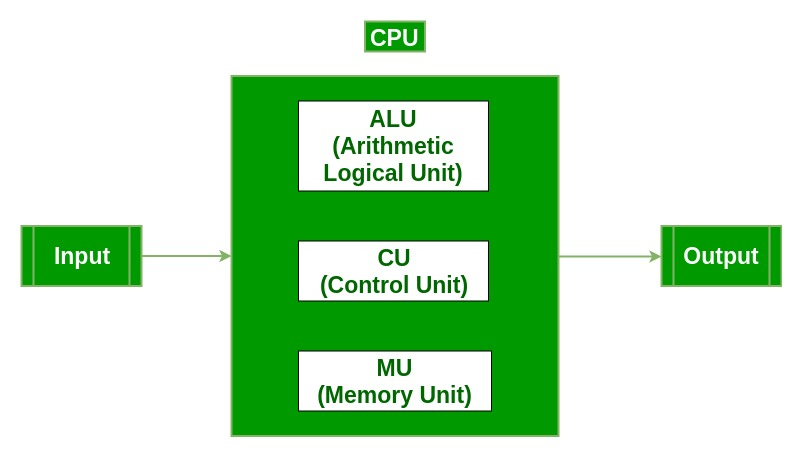 CPU
ALU
(Arithmetic
Logical Unit)
Input
CU
(Control Unit)
Output
MU
(Memory Unit)